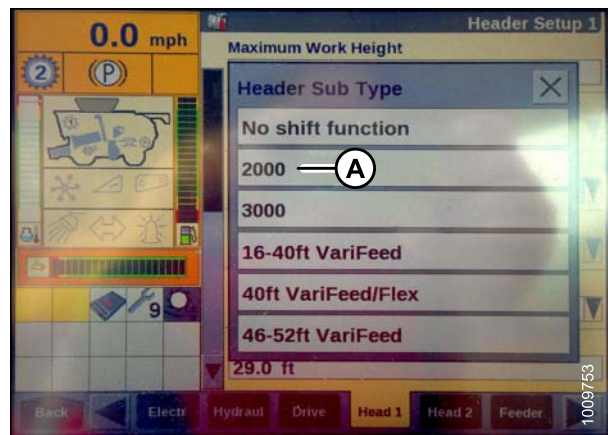 0.0 mph
Header Setup 1
Maximum Work Height
2
(P)
Header Sub Type
No shift function
2000
A
3000
16-40ft VariFeed
40ft VariFeed/Flex
46-52ft VariFeed
9
29.0 ft
Back
Electr
Hydraul
Drive
Head 1
Head 2
Feeder
1009753